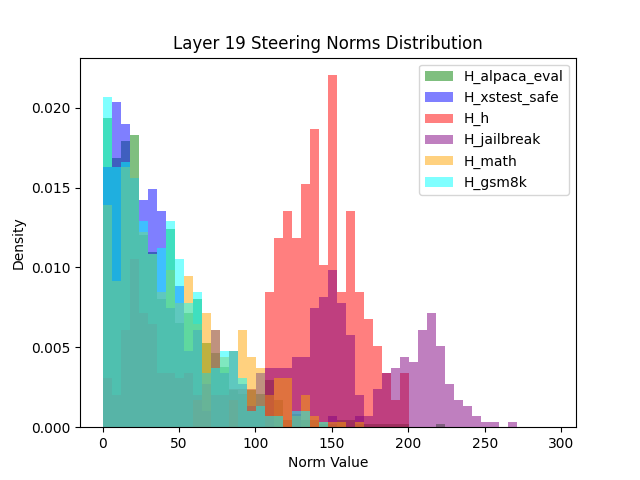 Layer 19 Steering Norms Distribution
H_alpaca_eval
H_xstest_safe
H_h
H_jailbreak
H_math
H_gsm8k
0.020
0.015
0.010
0.005
0.000
Density
0 50 100 150 200 250 300
Norm Value